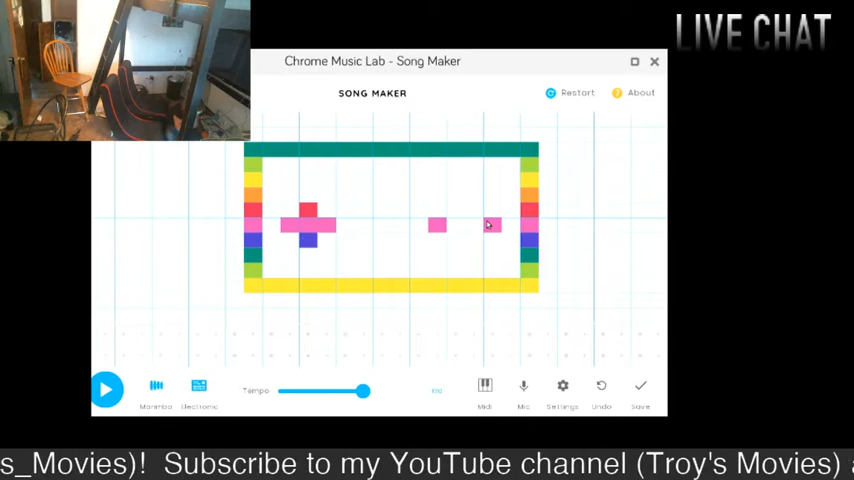 LIVE CHAT
Chrome Music Lab - Song Maker
SONG MAKER
Restart
? About
Marimba
Electronic
Tempo
Midi
Mic
Settings
Undo
Save
s_Movies)!  Subscribe to my YouTube channel (Troy's Movies) a